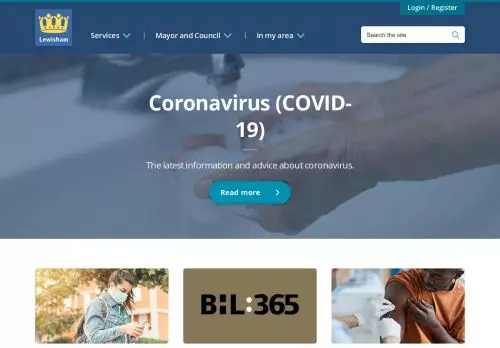 Login / Register
Lewisham
Services
Mayor and Council
In my area
Search the site
Coronavirus (COVID-
19)
The latest information and advice about coronavirus.
Read more
BHL:365